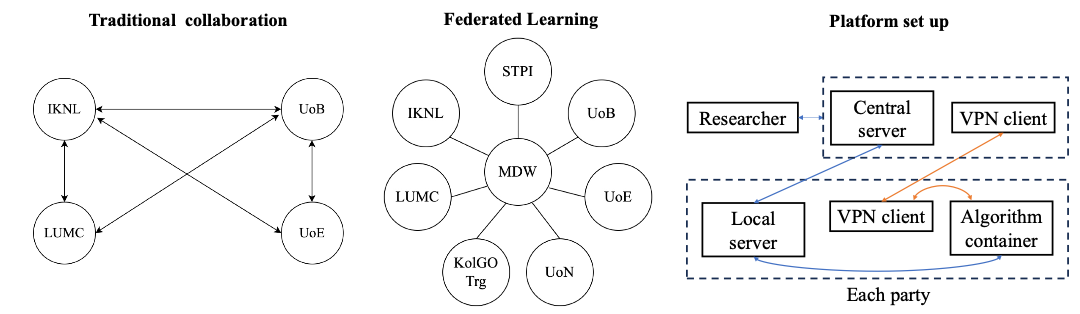 Traditional collaboration
IKNL
UoB
LUMC
UoE
Federated Learning
STPI
IKNL
UoB
MDW
LUMC
UoE
KolGO
Trg
UoN
Platform set up
Researcher
Central
server
VPN client
Local
server
VPN client
Algorithm
container
Each party